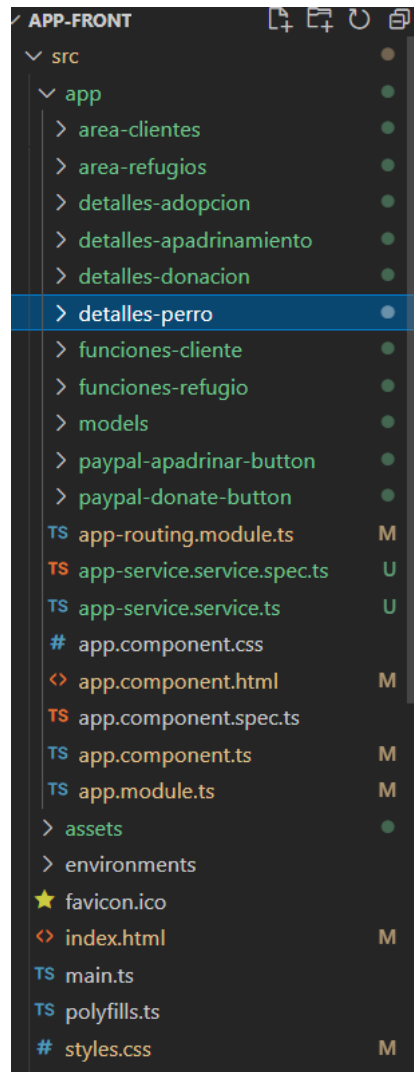 APP-FRONT
src
app
area-clientes
area-refugios
detalles-adopcion
detalles-apadrinamiento
detalles-donacion
detalles-perro
funciones-cliente
funciones-refugio
models
paypal-apadrinar-button
paypal-donate-button
TS app-routing.module.ts M
TS app-service.service.spec.ts U
TS app-service.service.ts U
# app.component.css
<> app.component.html M
TS app.component.spec.ts
TS app.component.ts M
TS app.module.ts M
assets
environments
favicon.ico
<> index.html M
TS main.ts
TS polyfills.ts
# styles.css M